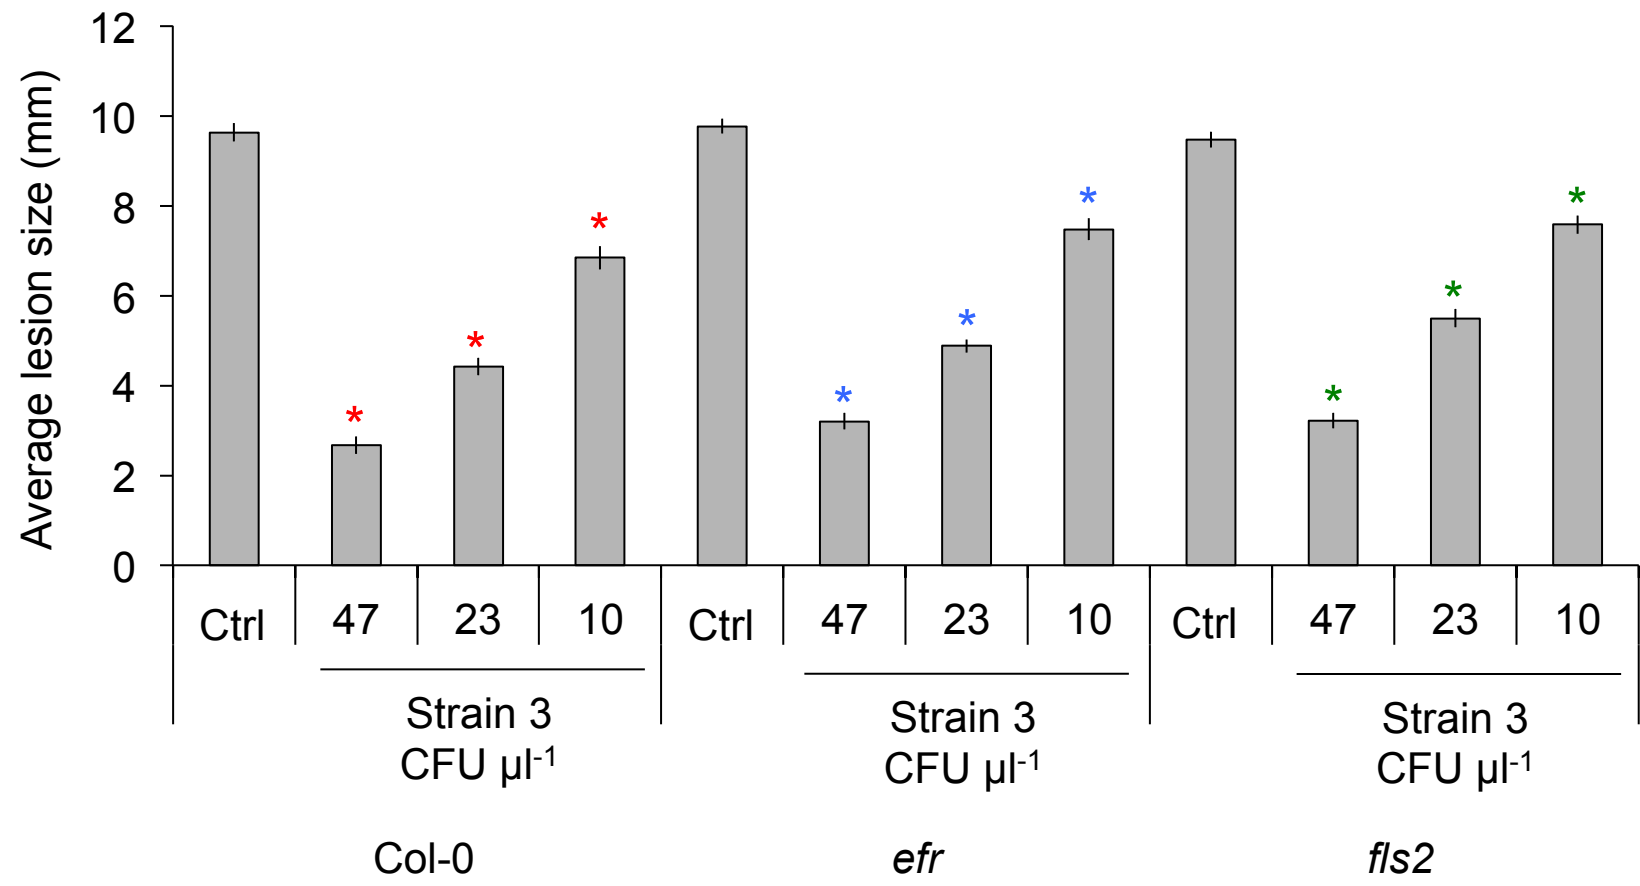 Average lesion size (mm)
12
10
8
6
4
2
0
* * *
* * *
* * *
Ctrl 47 23 10 Ctrl 47 23 10 Ctrl 47 23 10
Strain 3 Strain 3 Strain 3
CFU µl-1 CFU µl-1 CFU µl-1
Col-0 efr fls2